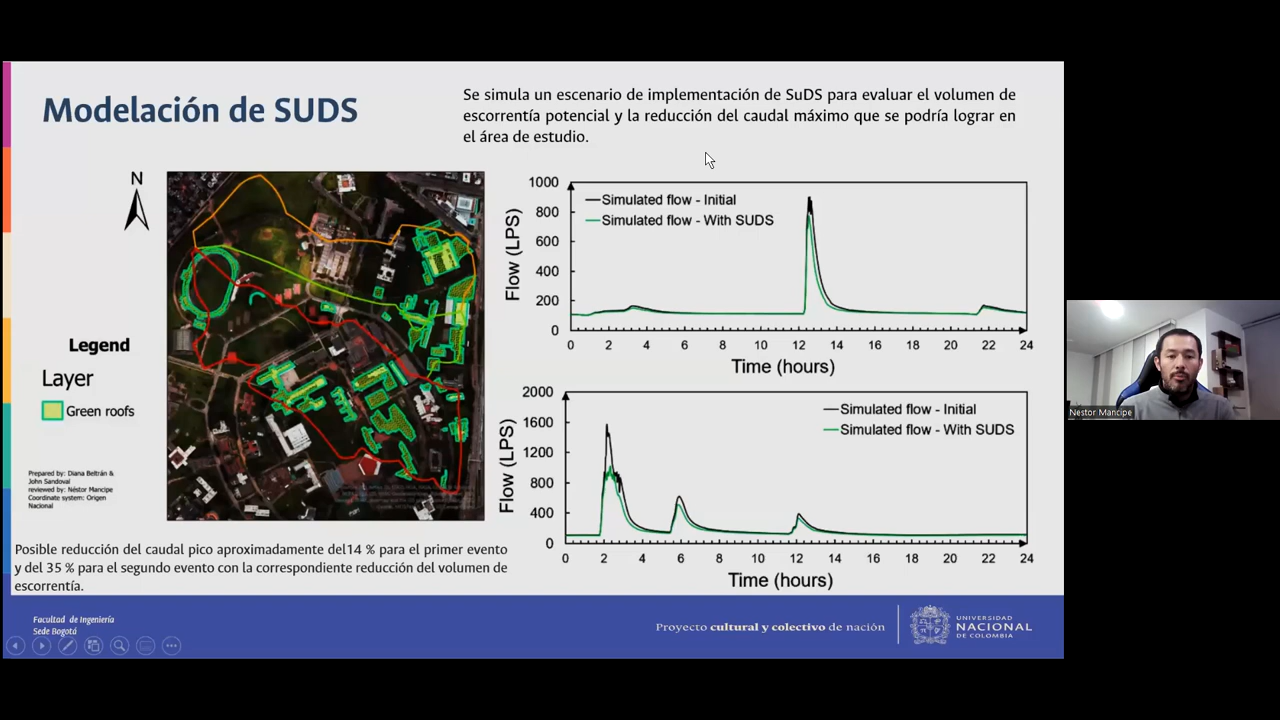 Modelación de SUDS
Se simula un escenario de implementación de SuDS para evaluar el volumen de
escorrentía potencial y la reducción del caudal máximo que se podría lograr en
el área de estudio.
N
Legend
Layer
Green roofs
Prepared by: Diana Beltrán &
John Sandoval
reviewed by: Néstor Mancipe
Coordinate system: Origen
Nacional
1000
800
600
400
200
0
Flow (LPS)
Simulated flow - Initial
Simulated flow - With SUDS
0 2 4 6 8 10 12 14 16 18 20 22 24
Time (hours)
2000
1600
1200
800
400
0
Flow (LPS)
Simulated flow - Initial
Simulated flow - With SUDS
0 2 4 6 8 10 12 14 16 18 20 22 24
Time (hours)
Posible reducción del caudal pico aproximadamente del14 % para el primer evento
y del 35 % para el segundo evento con la correspondiente reducción del volumen de
escorrentía.
Facultad de Ingeniería
Sede Bogotá
Proyecto cultural y colectivo de nación
UNIVERSIDAD
NACIONAL
DE COLOMBIA
Nestor Mancipe